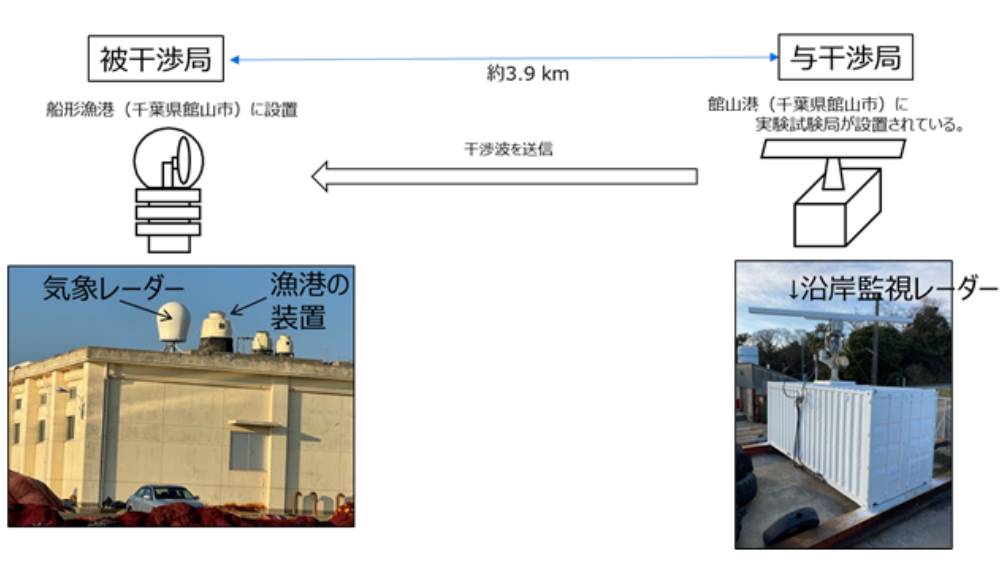 被干渉局
与干渉局
約3.9 km
船形漁港（千葉県館山市）に設置
館山港（千葉県館山市）に
実験試験局が設置されている。
干渉波を送信
気象レーダー
漁港の
装置
↓沿岸監視レーダー